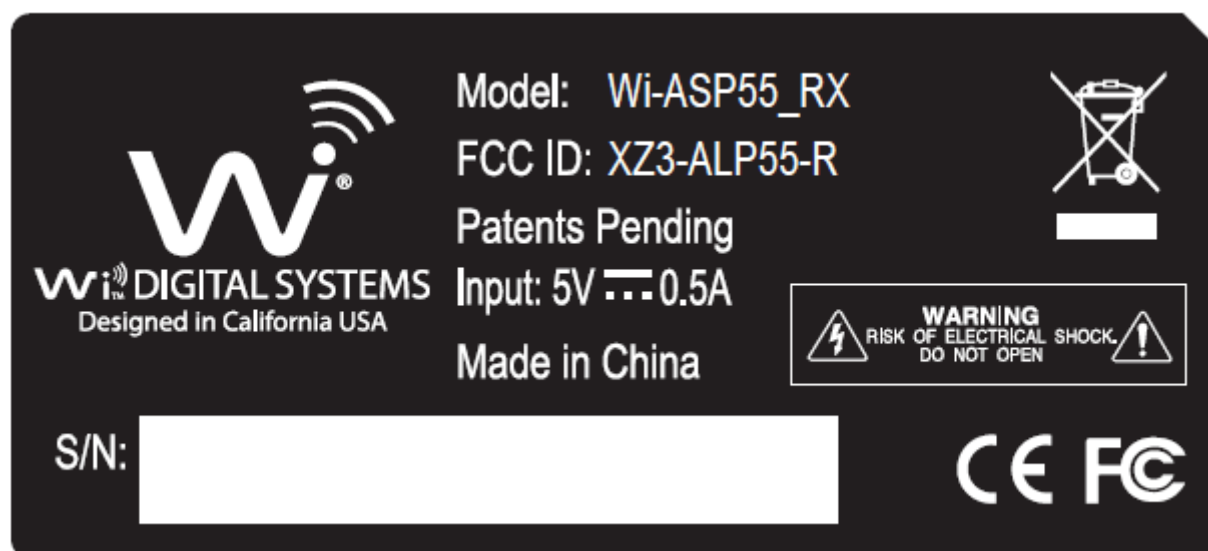 Wi®
Wi™ DIGITAL SYSTEMS
Designed in California USA
Model: Wi-ASP55_RX
FCC ID: XZ3-ALP55-R
Patents Pending
Input: 5V ⎓ 0.5A
Made in China
WARNING
RISK OF ELECTRICAL SHOCK.
DO NOT OPEN
S/N:
CE FC